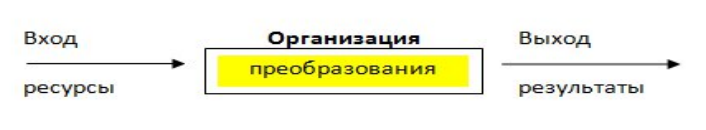 Вход
ресурсы
Организация
преобразования
Выход
результаты